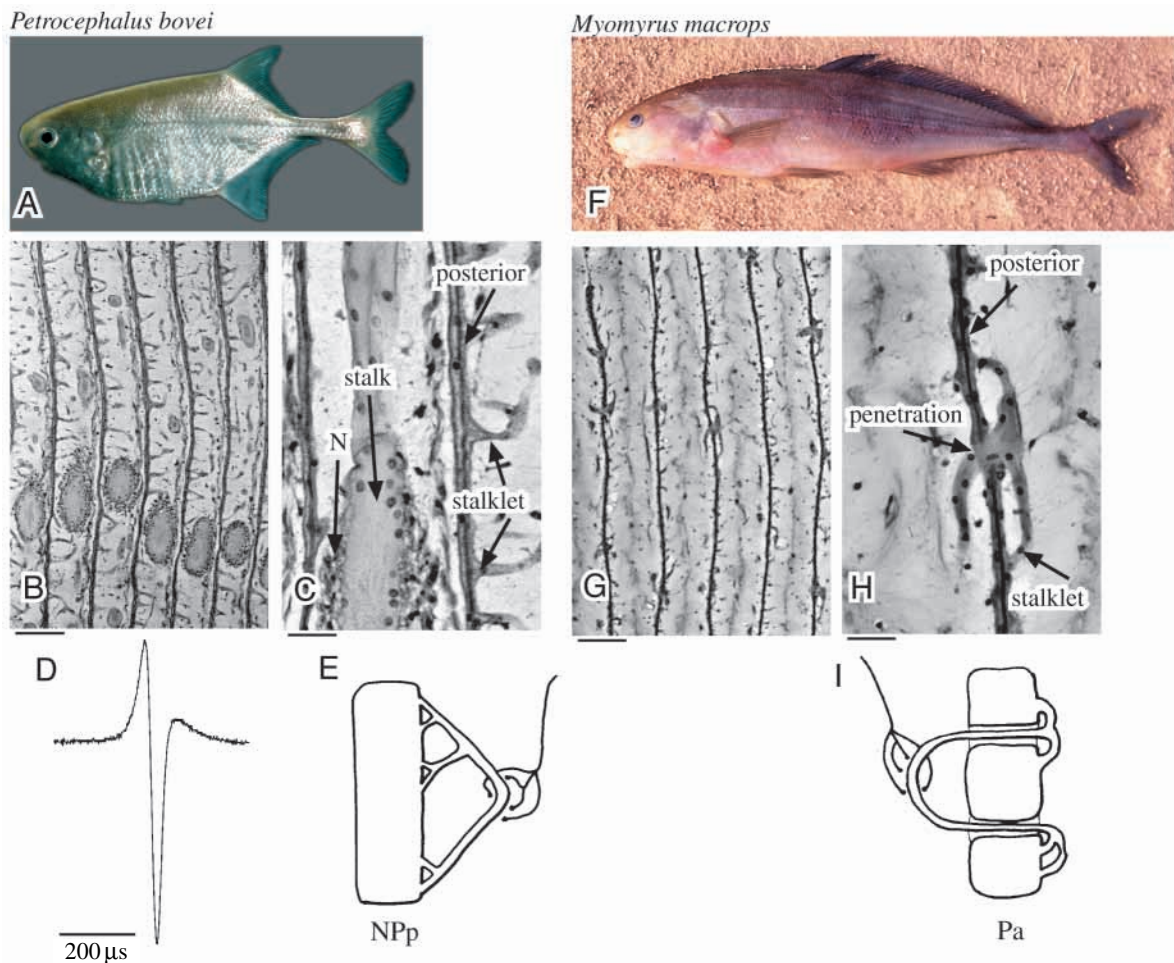 Petrocephalus bovei
Myomyrus macrops
A
F
B
C
posterior
stalk
N
stalklet
G
H
posterior
penetration
stalklet
D
200 µs
E
NPp
I
Pa